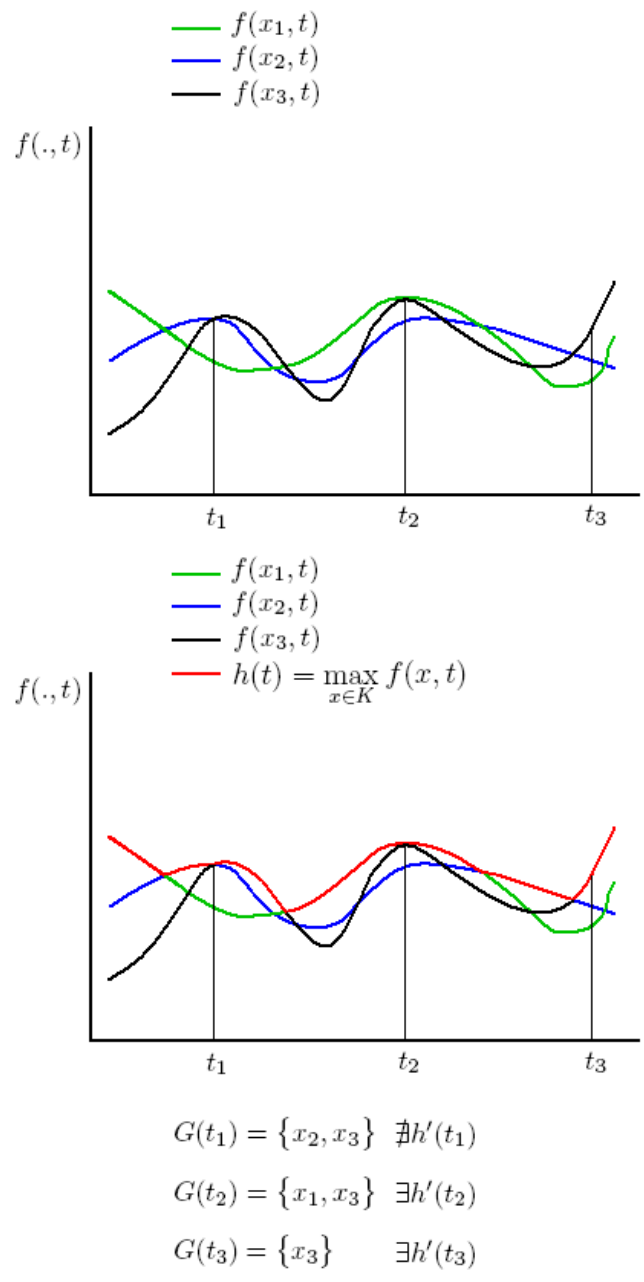 f(x₁, t)
f(x₂, t)
f(x₃, t)
f(., t)
t₁ t₂ t₃
f(x₁, t)
f(x₂, t)
f(x₃, t)
h(t) = max f(x, t)
x∈K
f(., t)
t₁ t₂ t₃
G(t₁) = {x₂, x₃} ∄h′(t₁)
G(t₂) = {x₁, x₃} ∃h′(t₂)
G(t₃) = {x₃} ∃h′(t₃)